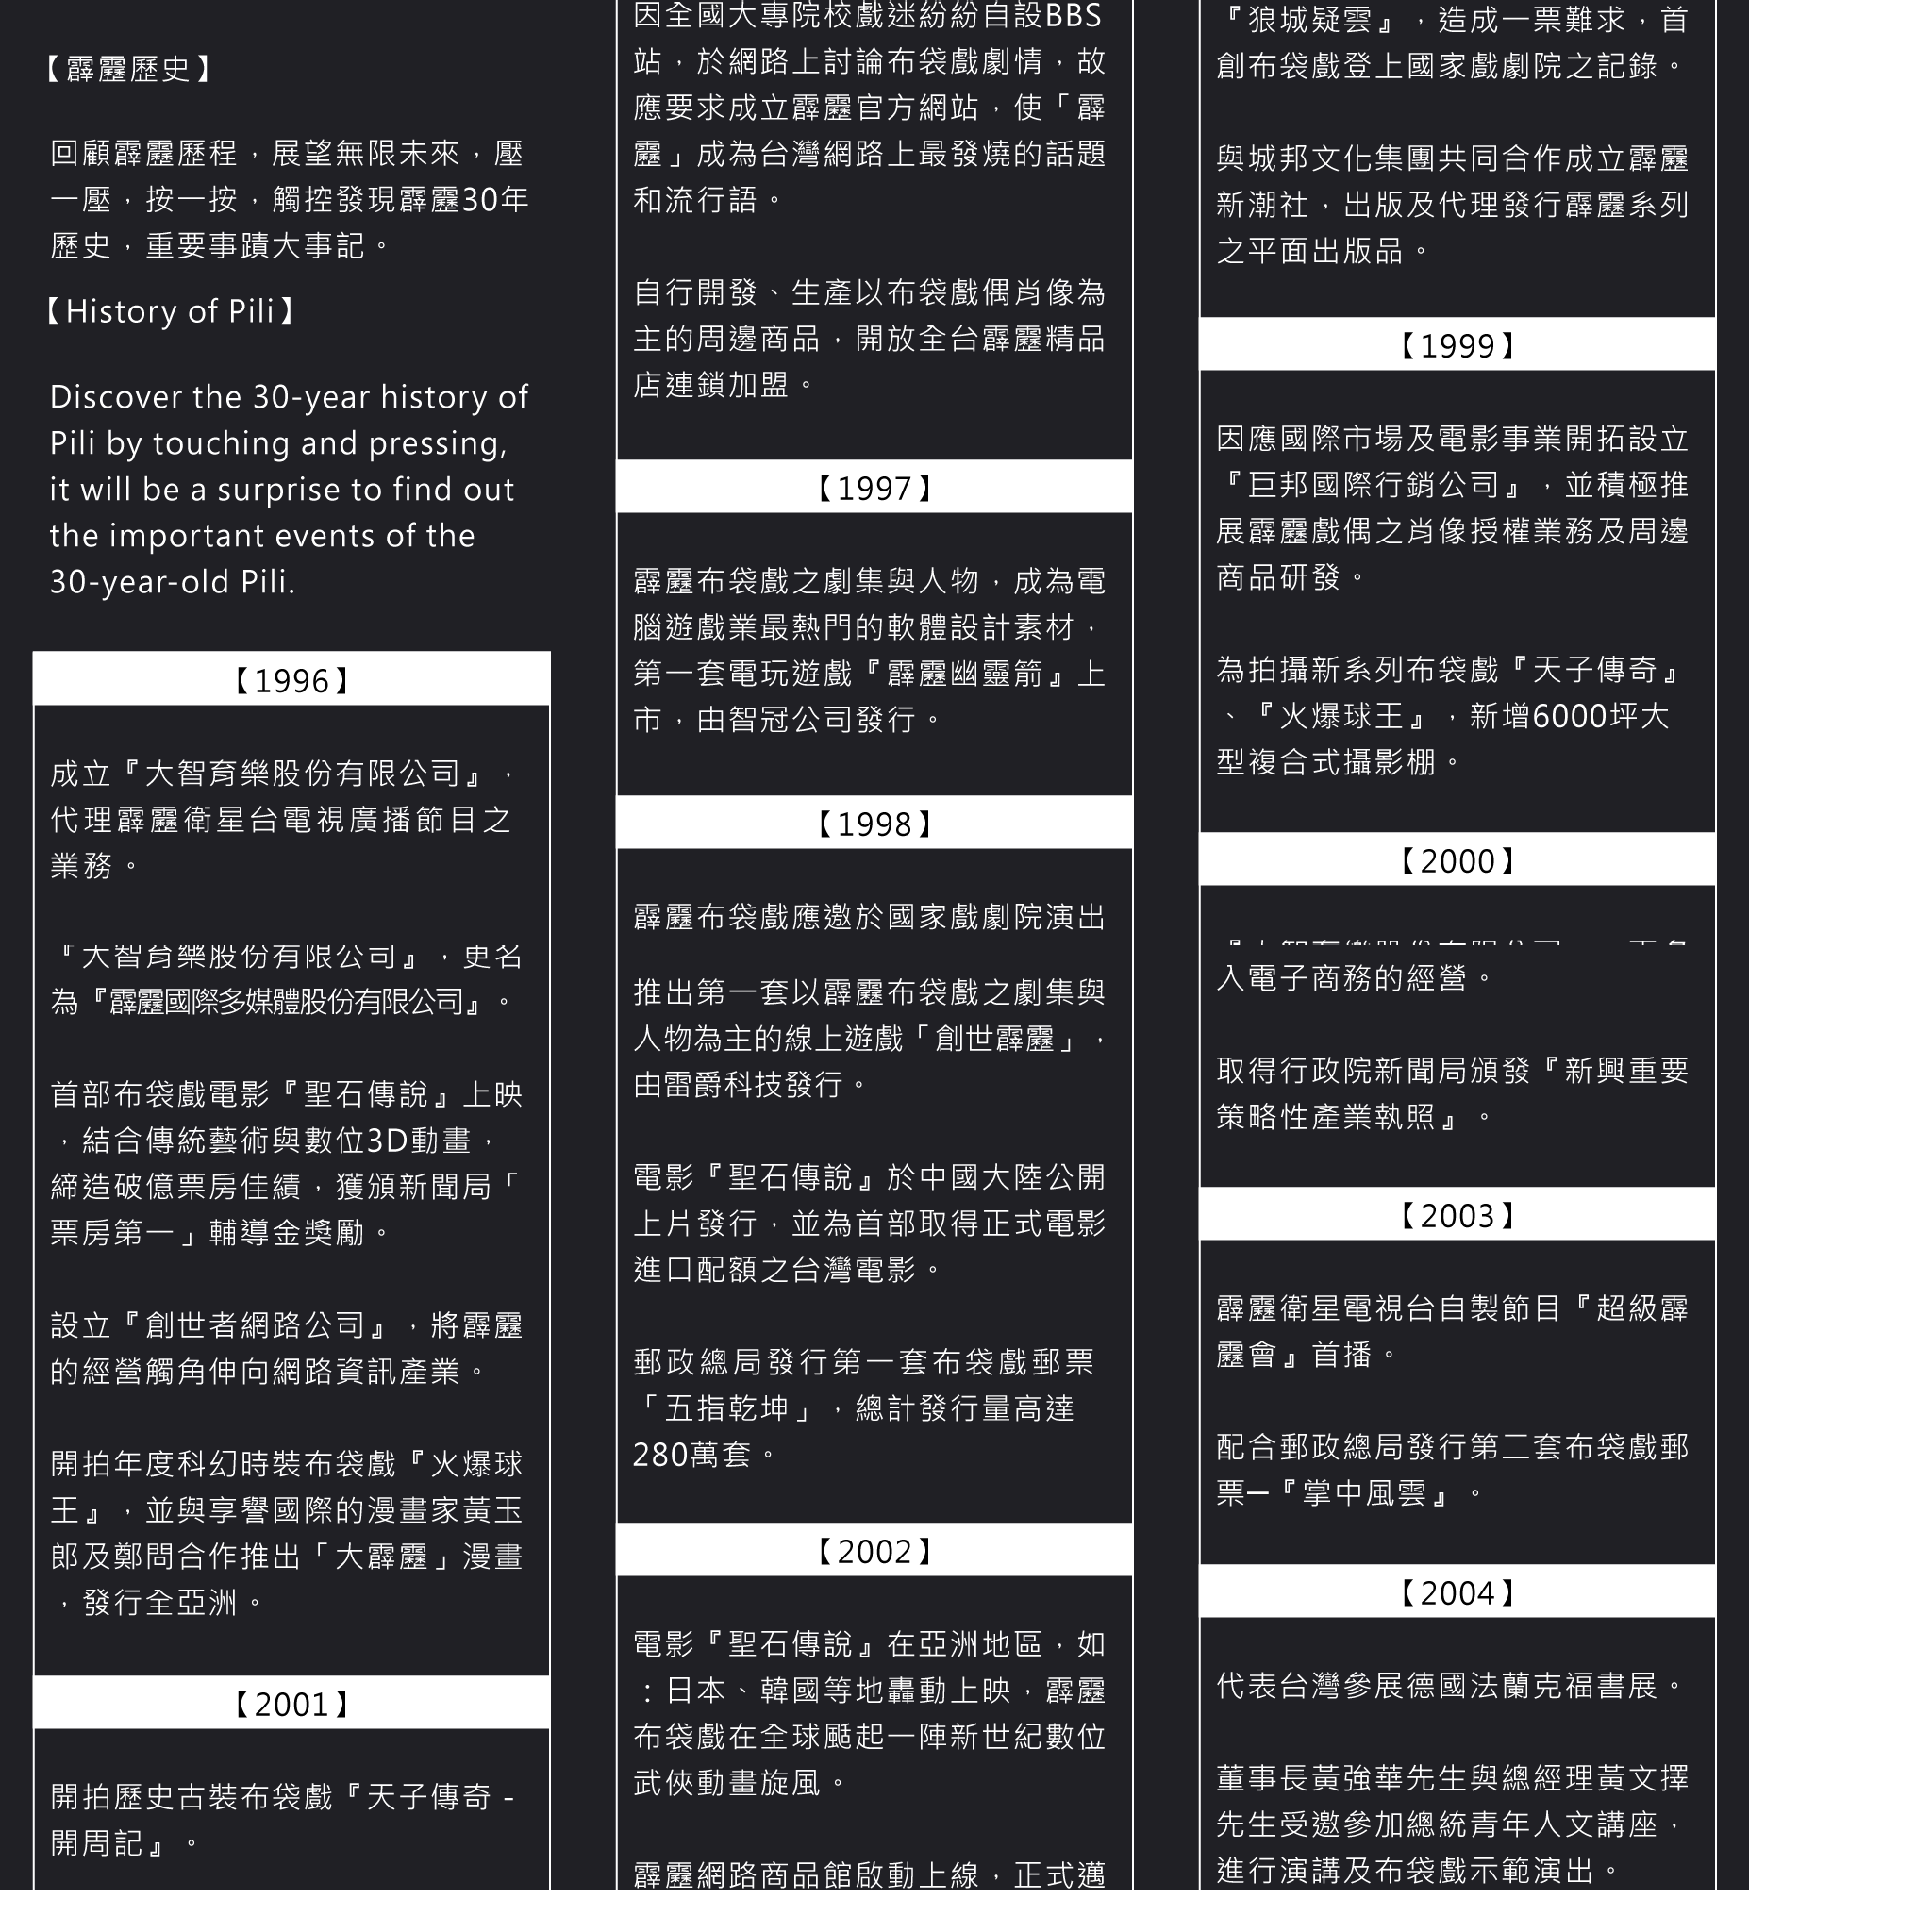 【霹靂歷史】
回顧霹靂歷程，展望無限未來，壓
一壓，按一按，觸控發現霹靂30年
歷史，重要事蹟大事記。
【History of Pili】
Discover the 30-year history of
Pili by touching and pressing,
it will be a surprise to find out
the important events of the
30-year-old Pili.
【1996】
成立『大智育樂股份有限公司』，
代理霹靂衛星台電視廣播節目之
業務。
『大智育樂股份有限公司』，更名
為『霹靂國際多媒體股份有限公司』。
首部布袋戲電影『聖石傳說』上映
，結合傳統藝術與數位3D動畫，
締造破億票房佳績，獲頒新聞局「
票房第一」輔導金獎勵。
設立『創世者網路公司』，將霹靂
的經營觸角伸向網路資訊產業。
開拍年度科幻時裝布袋戲『火爆球
王』，並與享譽國際的漫畫家黃玉
郎及鄭問合作推出「大霹靂」漫畫
，發行全亞洲。
【2001】
開拍歷史古裝布袋戲『天子傳奇 -
開周記』。
因全國大專院校戲迷紛紛自設BBS
站，於網路上討論布袋戲劇情，故
應要求成立霹靂官方網站，使「霹
靂」成為台灣網路上最發燒的話題
和流行語。
自行開發、生產以布袋戲偶肖像為
主的周邊商品，開放全台霹靂精品
店連鎖加盟。
【1997】
霹靂布袋戲之劇集與人物，成為電
腦遊戲業最熱門的軟體設計素材，
第一套電玩遊戲『霹靂幽靈箭』上
市，由智冠公司發行。
【1998】
霹靂布袋戲應邀於國家戲劇院演出
推出第一套以霹靂布袋戲之劇集與
人物為主的線上遊戲「創世霹靂」，
由雷爵科技發行。
電影『聖石傳說』於中國大陸公開
上片發行，並為首部取得正式電影
進口配額之台灣電影。
郵政總局發行第一套布袋戲郵票
「五指乾坤」，總計發行量高達
280萬套。
【2002】
電影『聖石傳說』在亞洲地區，如
：日本、韓國等地轟動上映，霹靂
布袋戲在全球颳起一陣新世紀數位
武俠動畫旋風。
霹靂網路商品館啟動上線，正式邁
『狼城疑雲』，造成一票難求，首
創布袋戲登上國家戲劇院之記錄。
與城邦文化集團共同合作成立霹靂
新潮社，出版及代理發行霹靂系列
之平面出版品。
【1999】
因應國際市場及電影事業開拓設立
『巨邦國際行銷公司』，並積極推
展霹靂戲偶之肖像授權業務及周邊
商品研發。
為拍攝新系列布袋戲『天子傳奇』
、『火爆球王』，新增6000坪大
型複合式攝影棚。
【2000】
入電子商務的經營。
取得行政院新聞局頒發『新興重要
策略性產業執照』。
【2003】
霹靂衛星電視台自製節目『超級霹
靂會』首播。
配合郵政總局發行第二套布袋戲郵
票─『掌中風雲』。
【2004】
代表台灣參展德國法蘭克福書展。
董事長黃強華先生與總經理黃文擇
先生受邀參加總統青年人文講座，
進行演講及布袋戲示範演出。